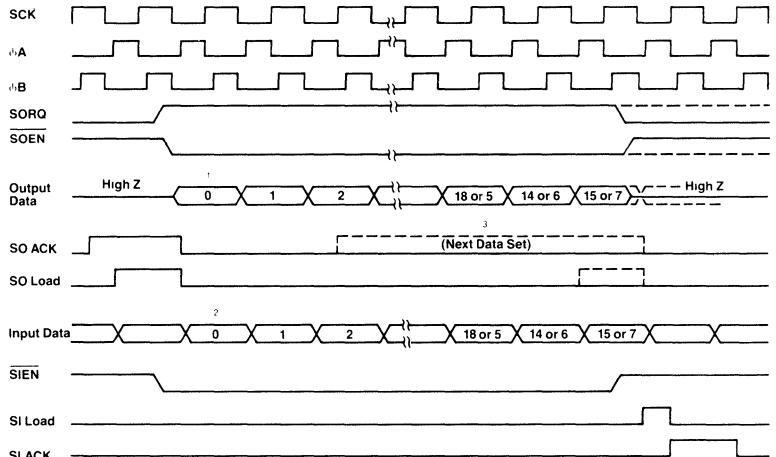 SCK
ϕA
ϕB
SORQ
SOEN
Output
Data
High Z
1
0
1
2
18 or 5
14 or 6
15 or 7
High Z
SO ACK
3
(Next Data Set)
SO Load
2
Input Data
0
1
2
18 or 5
14 or 6
15 or 7
SIEN
SI Load
SI ACK